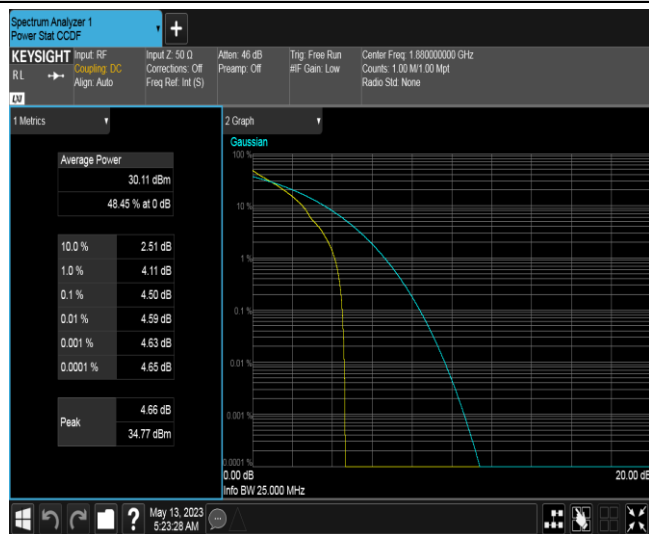 Spectrum Analyzer 1
Power Stat CCDF
+
KEYSIGHT
RL
LXI
Input: RF
Coupling: DC
Align: Auto
Input Z: 50 Ω
Corrections: Off
Freq Ref: Int (S)
Atten: 46 dB
Preamp: Off
Trig: Free Run
#IF Gain: Low
Center Freq: 1.880000000 GHz
Counts: 1.00 M/1.00 Mpt
Radio Std: None
1 Metrics
Average Power
30.11 dBm
48.45 % at 0 dB
10.0 % 2.51 dB
1.0 % 4.11 dB
0.1 % 4.50 dB
0.01 % 4.59 dB
0.001 % 4.63 dB
0.0001 % 4.65 dB
Peak
4.66 dB
34.77 dBm
2 Graph
Gaussian
100 %
10 %
1 %
0.1 %
0.01 %
0.001 %
0.0001 %
0.00 dB
20.00 dB
Info BW 25.000 MHz
?
May 13, 2023
5:23:28 AM